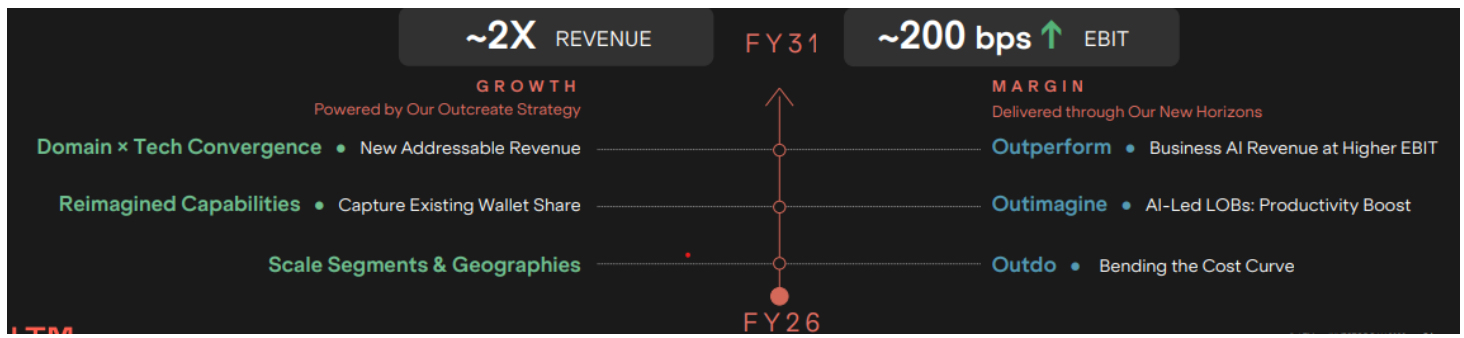 ~2X REVENUE
FY31
~200 bps ↑ EBIT
GROWTH
Powered by Our Outcreate Strategy
MARGIN
Delivered through Our New Horizons
Domain × Tech Convergence • New Addressable Revenue
Outperform • Business AI Revenue at Higher EBIT
Reimagined Capabilities • Capture Existing Wallet Share
Outimagine • AI-Led LOBs: Productivity Boost
Scale Segments & Geographies
Outdo • Bending the Cost Curve
FY26